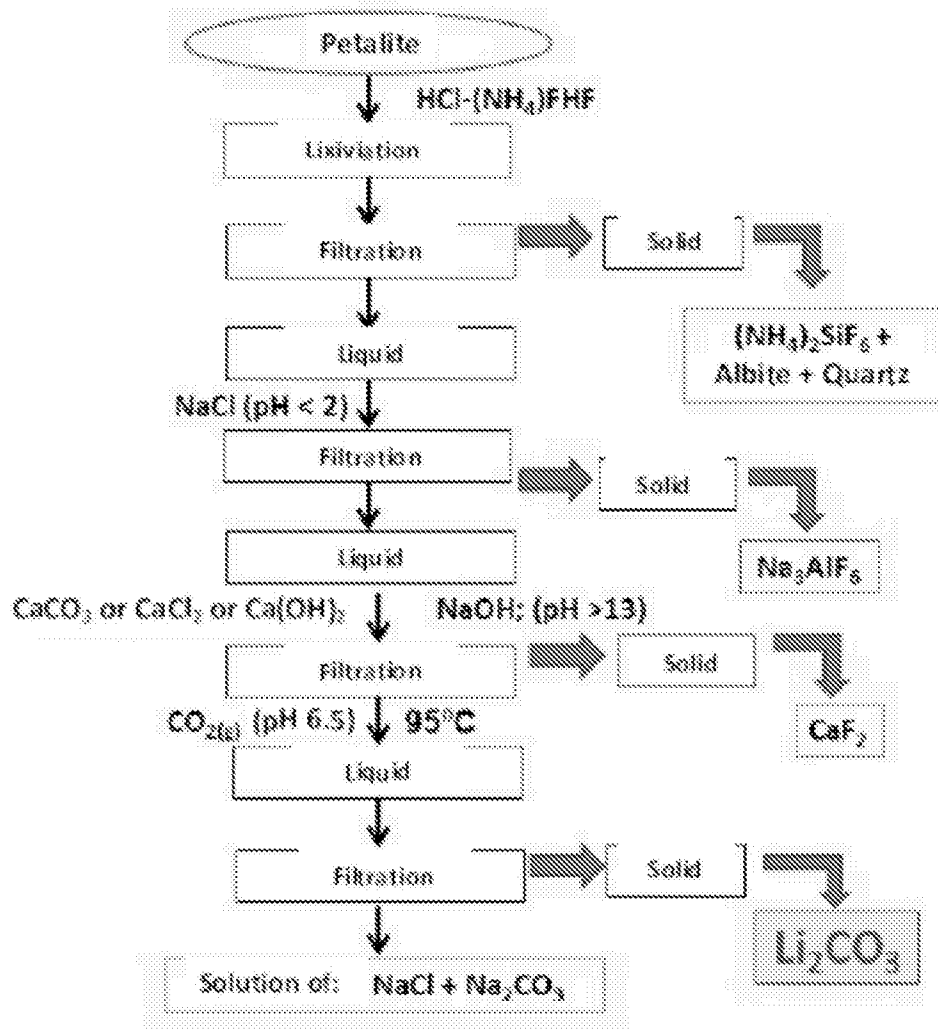 Petalite
HCl-(NH₄)FHF
Lixiviation
Filtration
Solid
(NH₄)₂SiF₆ +
Albite + Quartz
Liquid
NaCl (pH < 2)
Filtration
Solid
Na₃AlF₆
Liquid
CaCO₃ or CaCl₂ or Ca(OH)₂
NaOH; (pH >13)
Filtration
Solid
CaF₂
CO₂₍g₎ (pH 6.5)
95°C
Liquid
Filtration
Solid
Li₂CO₃
Solution of: NaCl + Na₂CO₃